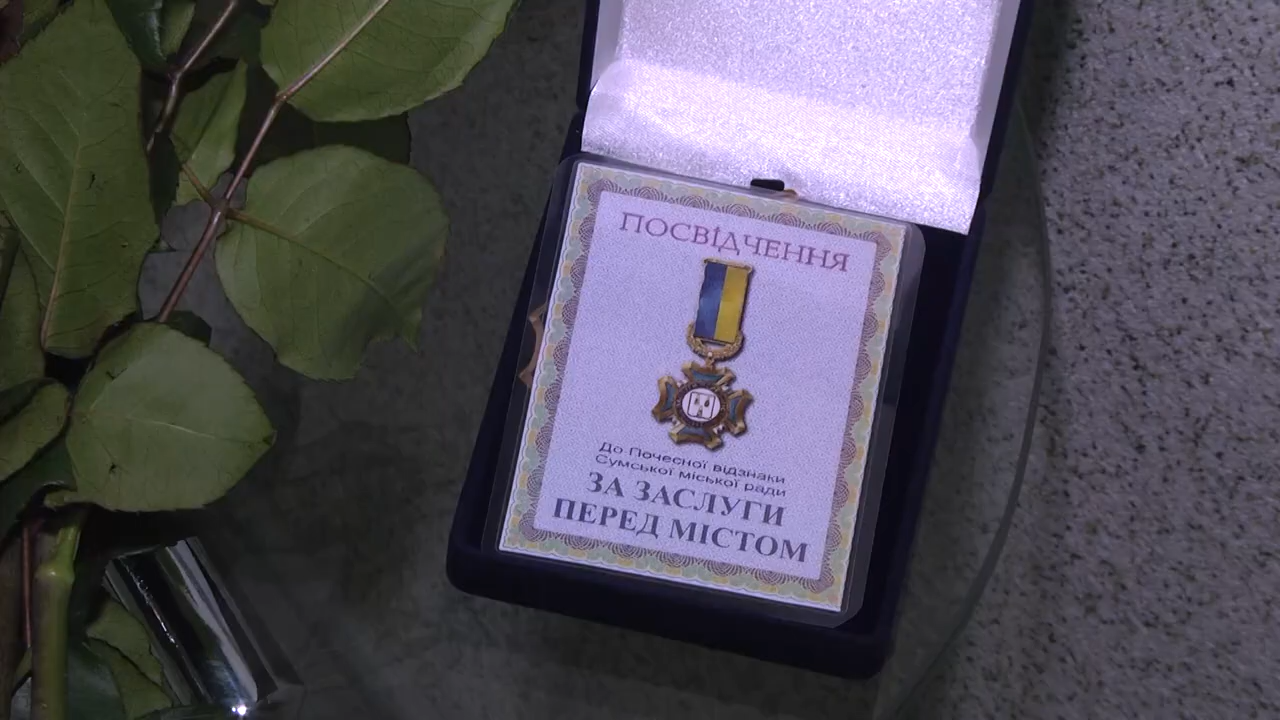 ПОСВІДЧЕННЯ
До Почесної відзнаки
Сумської міської ради
ЗА ЗАСЛУГИ
ПЕРЕД МІСТОМ